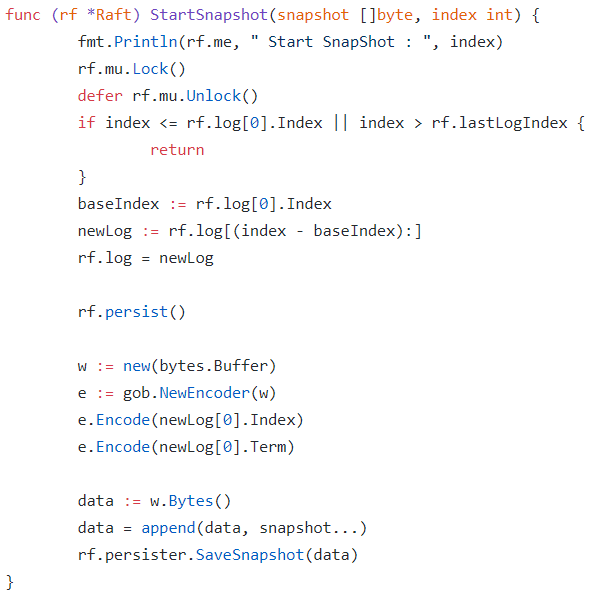 func (rf *Raft) StartSnapshot(snapshot []byte, index int) {
        fmt.Println(rf.me, " Start SnapShot : ", index)
        rf.mu.Lock()
        defer rf.mu.Unlock()
        if index <= rf.log[0].Index || index > rf.lastLogIndex {
                return
        }
        baseIndex := rf.log[0].Index
        newLog := rf.log[(index - baseIndex):]
        rf.log = newLog

        rf.persist()

        w := new(bytes.Buffer)
        e := gob.NewEncoder(w)
        e.Encode(newLog[0].Index)
        e.Encode(newLog[0].Term)

        data := w.Bytes()
        data = append(data, snapshot...)
        rf.persister.SaveSnapshot(data)
}